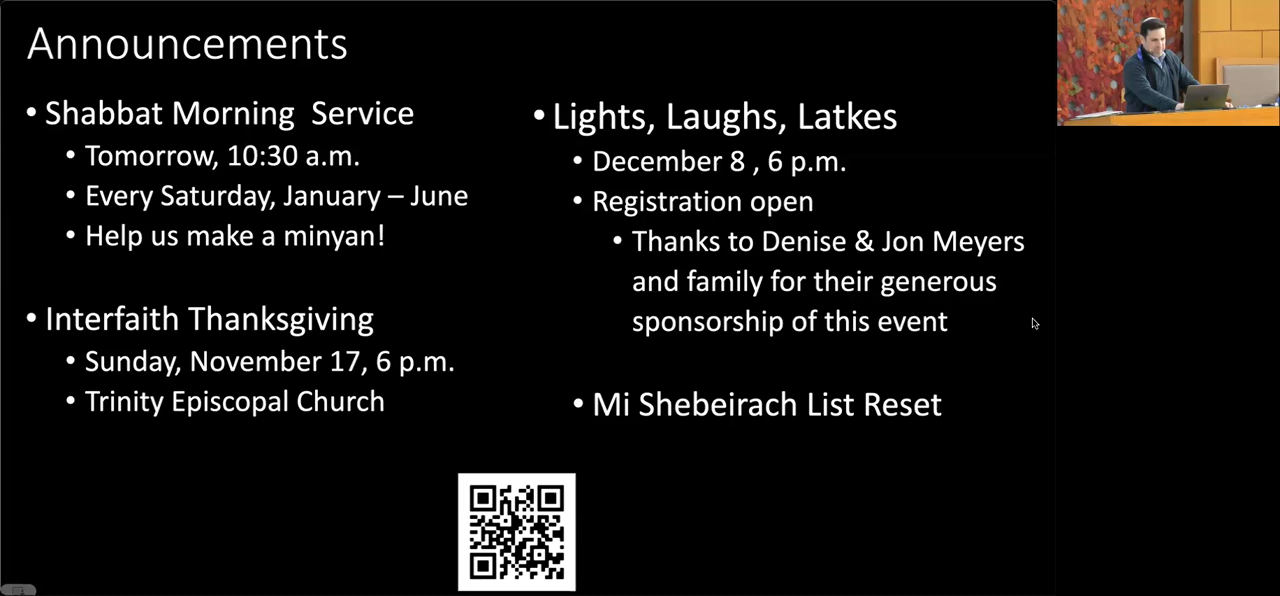 Announcements
• Shabbat Morning  Service
• Tomorrow, 10:30 a.m.
• Every Saturday, January – June
• Help us make a minyan!
• Interfaith Thanksgiving
• Sunday, November 17, 6 p.m.
• Trinity Episcopal Church
• Lights, Laughs, Latkes
• December 8 , 6 p.m.
• Registration open
• Thanks to Denise & Jon Meyers
and family for their generous
sponsorship of this event
• Mi Shebeirach List Reset